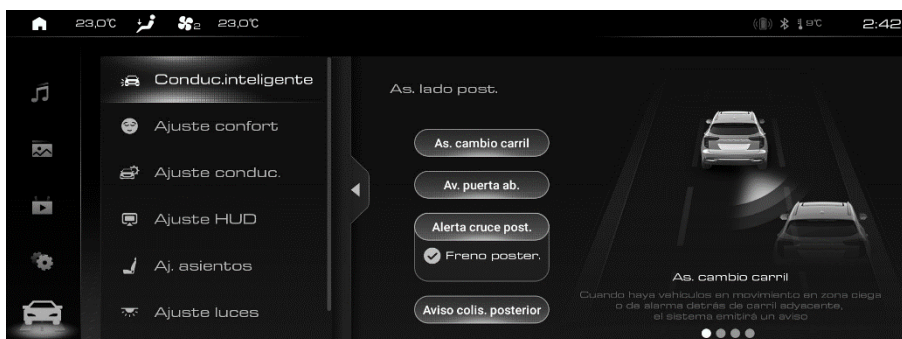 23,0℃ 2 23,0℃ 9℃ 2:42
Conduc.inteligente
Ajuste confort
Ajuste conduc.
Ajuste HUD
Aj. asientos
Ajuste luces
As. lado post.
As. cambio carril
Av. puerta ab.
Alerta cruce post.
Freno poster.
Aviso colis. posterior
As. cambio carril
Cuando haya vehículos en movimiento en zona ciega
o de alarma detrás de carril adyacente,
el sistema emitirá un aviso